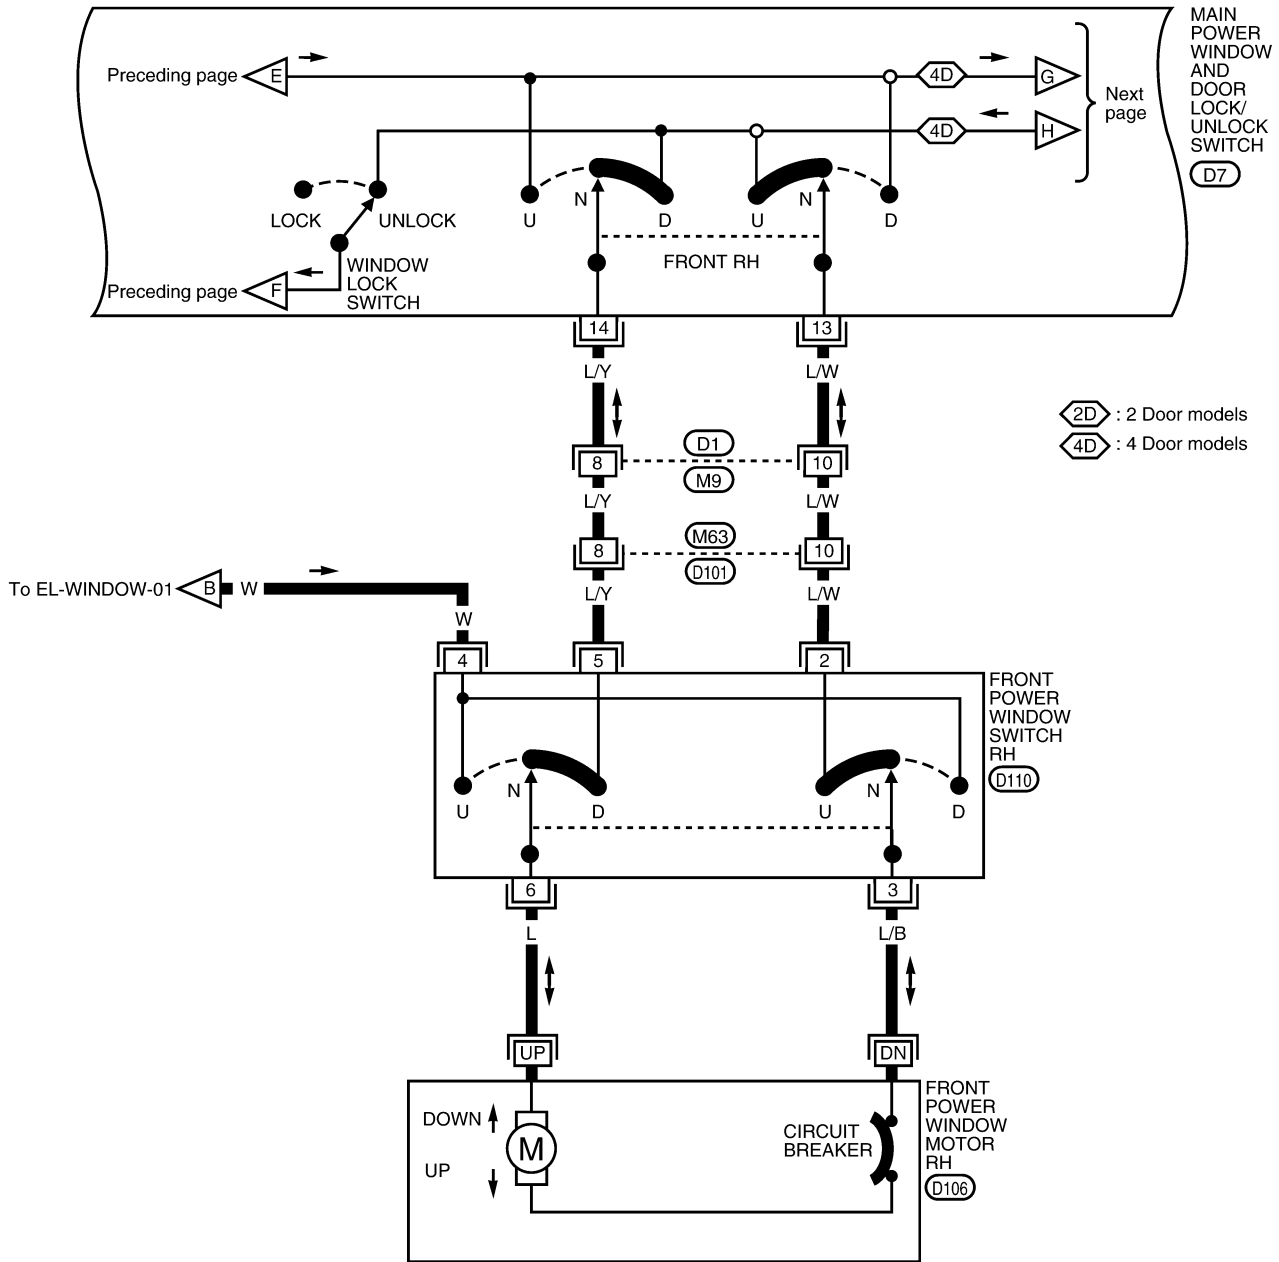 MAIN
POWER
WINDOW
AND
DOOR
LOCK/
UNLOCK
SWITCH
D7
Preceding page
E
4D
G
Next
page
4D
H
LOCK
UNLOCK
U
N
D
U
N
D
FRONT RH
WINDOW
LOCK
SWITCH
Preceding page
F
14
13
L/Y
L/W
2D : 2 Door models
4D : 4 Door models
8
D1
M9
10
L/Y
L/W
8
M63
D101
10
L/Y
L/W
To EL-WINDOW-01
B
W
W
4
5
2
FRONT
POWER
WINDOW
SWITCH
RH
D110
U
N
D
U
N
D
6
3
L
L/B
UP
DN
FRONT
POWER
WINDOW
MOTOR
RH
D106
DOWN
UP
M
CIRCUIT
BREAKER